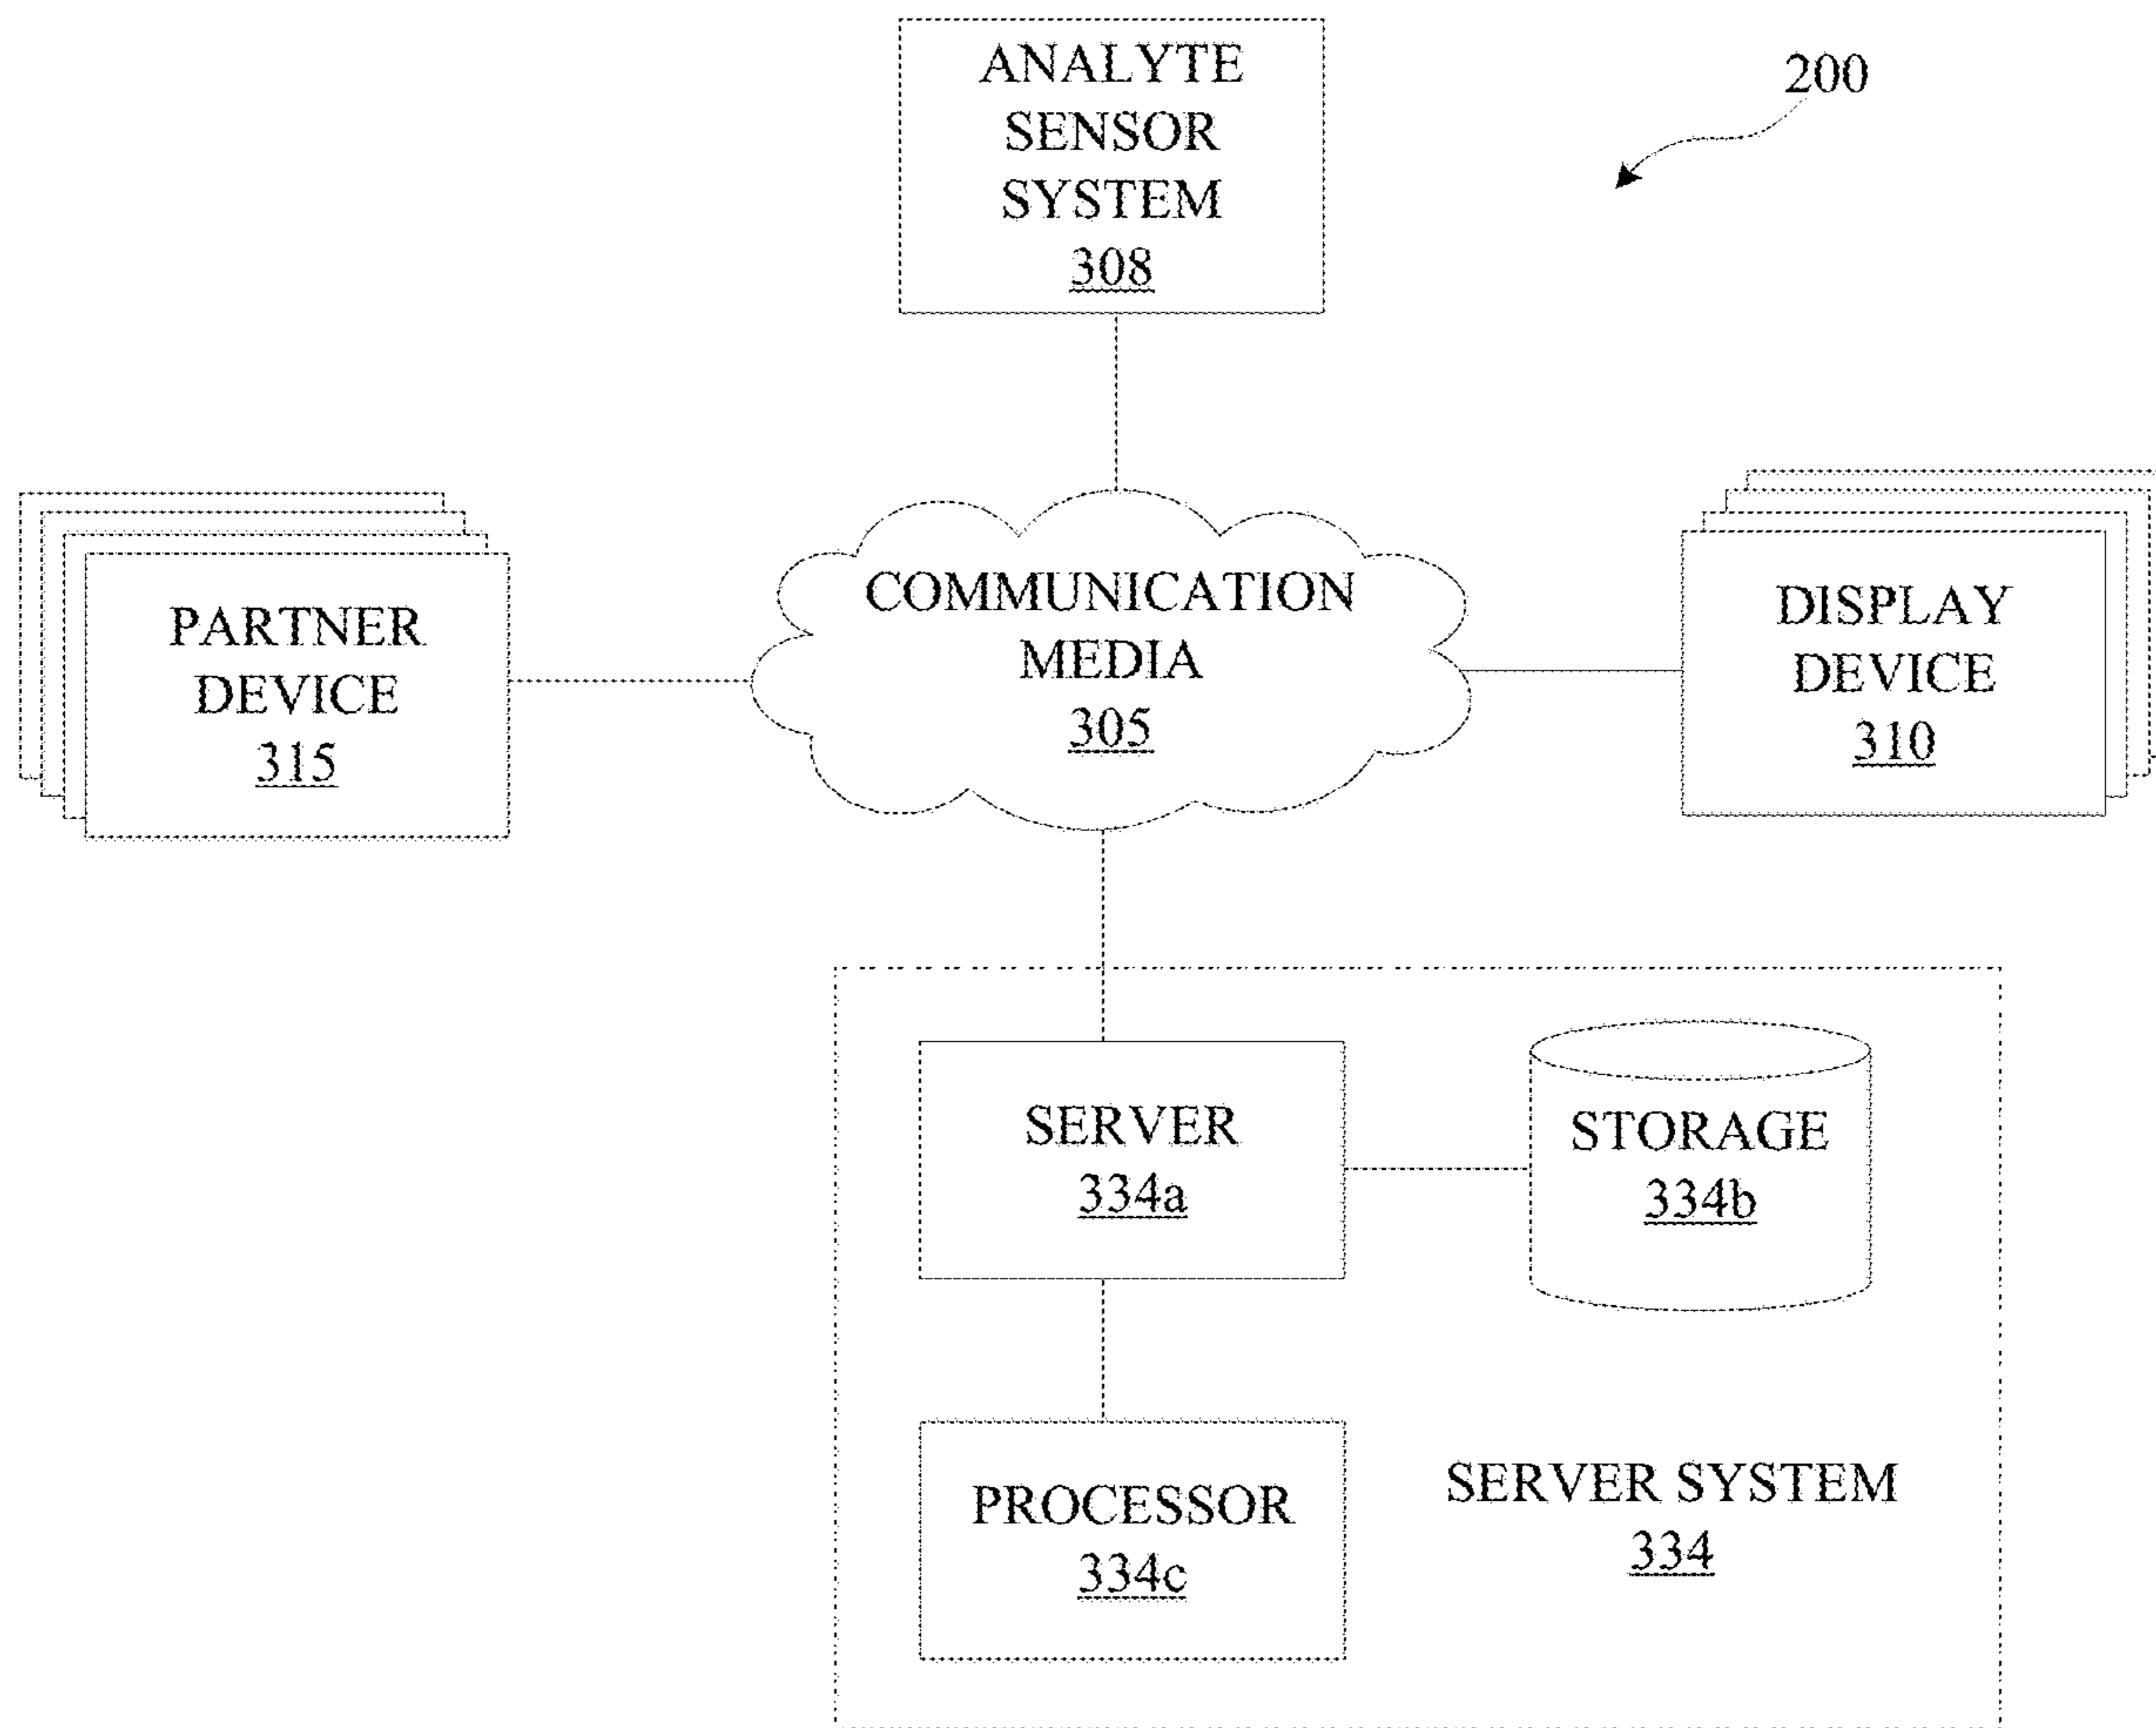 ANALYTE
SENSOR
SYSTEM
308
200
PARTNER
DEVICE
315
COMMUNICATION
MEDIA
305
DISPLAY
DEVICE
310
SERVER
334a
STORAGE
334b
PROCESSOR
334c
SERVER SYSTEM
334